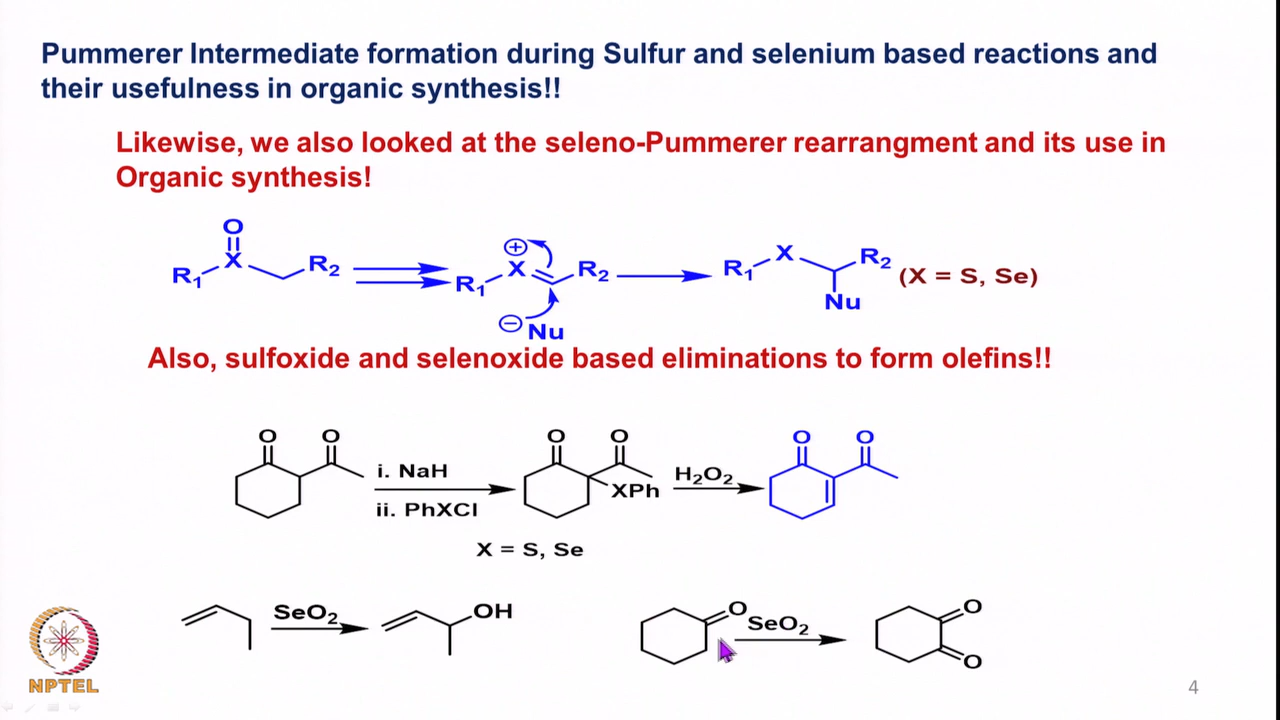 Pummerer Intermediate formation during Sulfur and selenium based reactions and
their usefulness in organic synthesis!!
Likewise, we also looked at the seleno-Pummerer rearrangment and its use in
Organic synthesis!
O
R₁ X R₂
⊕
R₁ X R₂
⊖ Nu
R₁ X R₂
Nu
(X = S, Se)
Also, sulfoxide and selenoxide based eliminations to form olefins!!
O O
i. NaH
ii. PhXCl
O O
XPh
H₂O₂
O O
X = S, Se
SeO₂
OH
O
SeO₂
O
O
NPTEL
4